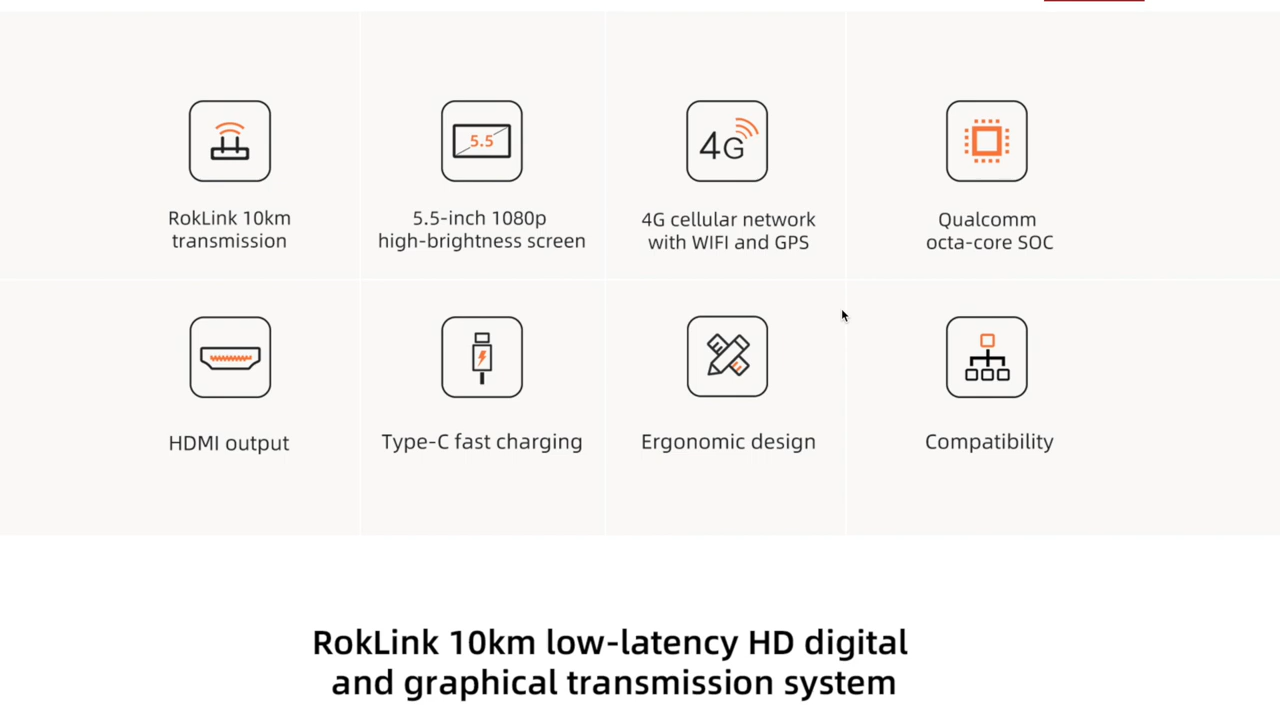 5.5
4G
RokLink 10km
transmission
5.5-inch 1080p
high-brightness screen
4G cellular network
with WIFI and GPS
Qualcomm
octa-core SOC
HDMI output
Type-C fast charging
Ergonomic design
Compatibility
RokLink 10km low-latency HD digital
and graphical transmission system